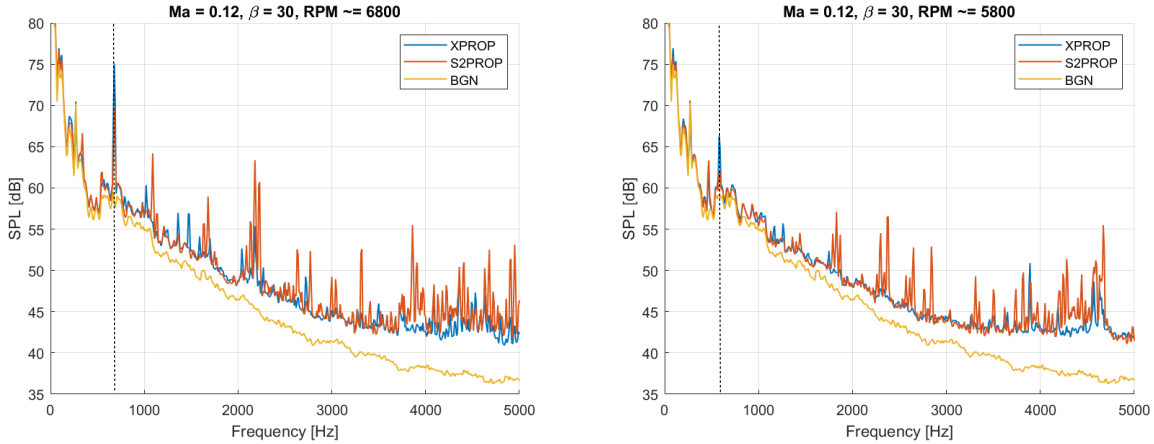 Ma = 0.12, β = 30, RPM ~= 6800
80
75
70
65
60
55
50
45
40
35
SPL [dB]
XPROP
S2PROP
BGN
0 1000 2000 3000 4000 5000
Frequency [Hz]
Ma = 0.12, β = 30, RPM ~= 5800
80
75
70
65
60
55
50
45
40
35
SPL [dB]
XPROP
S2PROP
BGN
0 1000 2000 3000 4000 5000
Frequency [Hz]